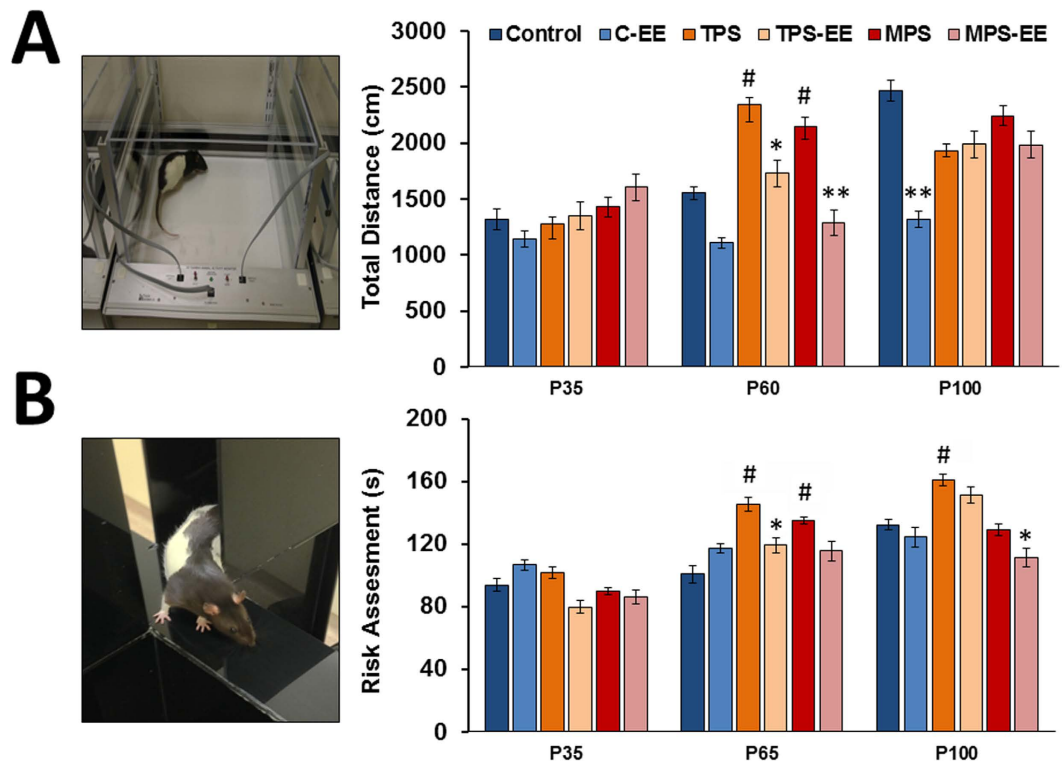 A
3000
Control C-EE TPS TPS-EE MPS MPS-EE
2500
2000
1500
1000
500
0
Total Distance (cm)
# # * ** **
P35 P60 P100
B
200
160
120
80
40
0
Risk Assesment (s)
# * # # *
P35 P65 P100